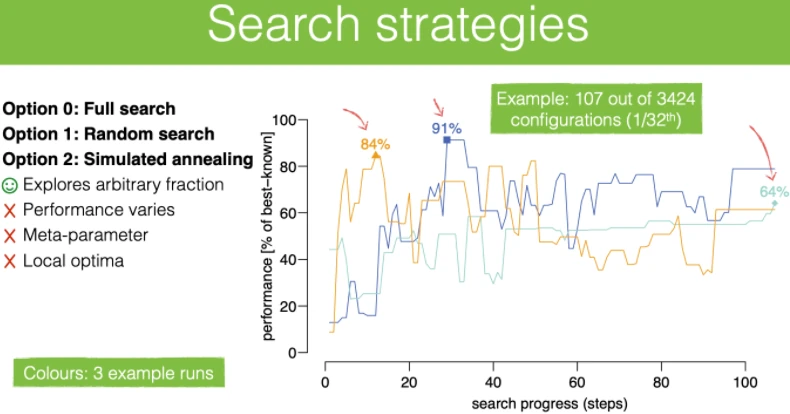 Search strategies
Option 0: Full search
Option 1: Random search
Option 2: Simulated annealing
Explores arbitrary fraction
Performance varies
Meta-parameter
Local optima
Colours: 3 example runs
Example: 107 out of 3424
configurations (1/32th)
performance [% of best–known]
100
80
60
40
20
0
84%
91%
64%
0 20 40 60 80 100
search progress (steps)